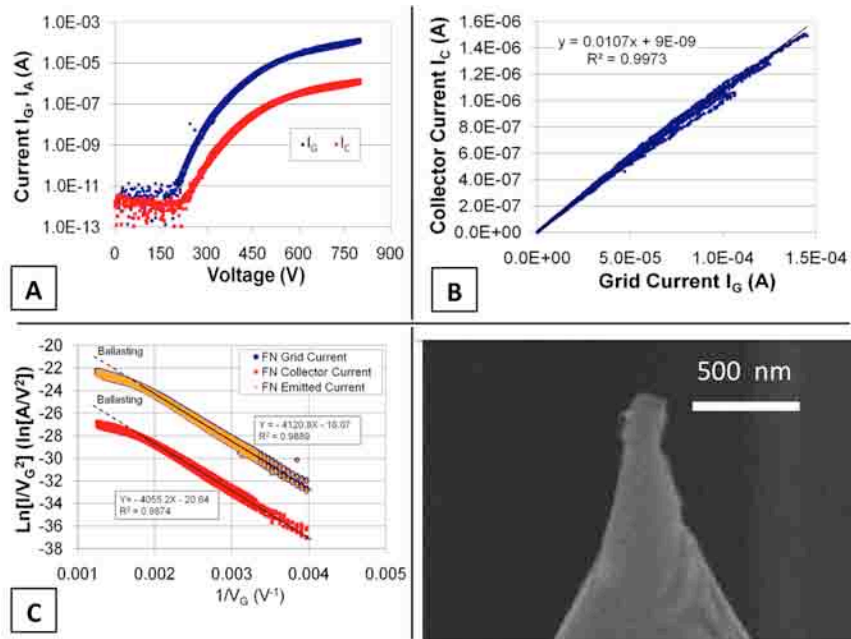 Current I_G, I_A (A)
1.0E-03
1.0E-05
1.0E-07
1.0E-09
1.0E-11
1.0E-13
I_G I_C
0 150 300 450 600 750 900
Voltage (V)
A
Collector Current I_C (A)
1.6E-06
1.4E-06
1.2E-06
1.0E-06
8.0E-07
6.0E-07
4.0E-07
2.0E-07
0.0E+00
y = 0.0107x + 9E-09
R² = 0.9973
0.0E+00 5.0E-05 1.0E-04 1.5E-04
Grid Current I_G (A)
B
Ln[I/V_G²] (ln[A/V²])
-20
-22
-24
-26
-28
-30
-32
-34
-36
-38
Ballasting
Ballasting
FN Grid Current
FN Collector Current
FN Emitted Current
Y = - 4120.8X - 16.07
R² = 0.9889
Y= - 4055.2X - 20.64
R² = 0.9874
0.001 0.002 0.003 0.004 0.005
1/V_G (V⁻¹)
C
500 nm